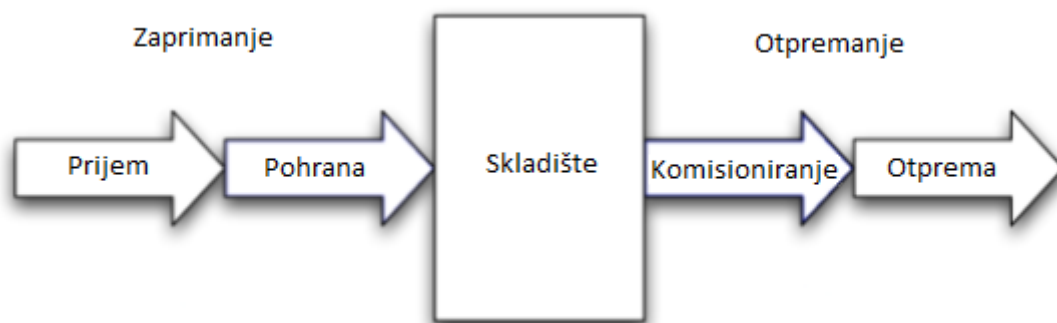 Zaprimanje
Otpremanje
Prijem
Pohrana
Skladište
Komisioniranje
Otprema